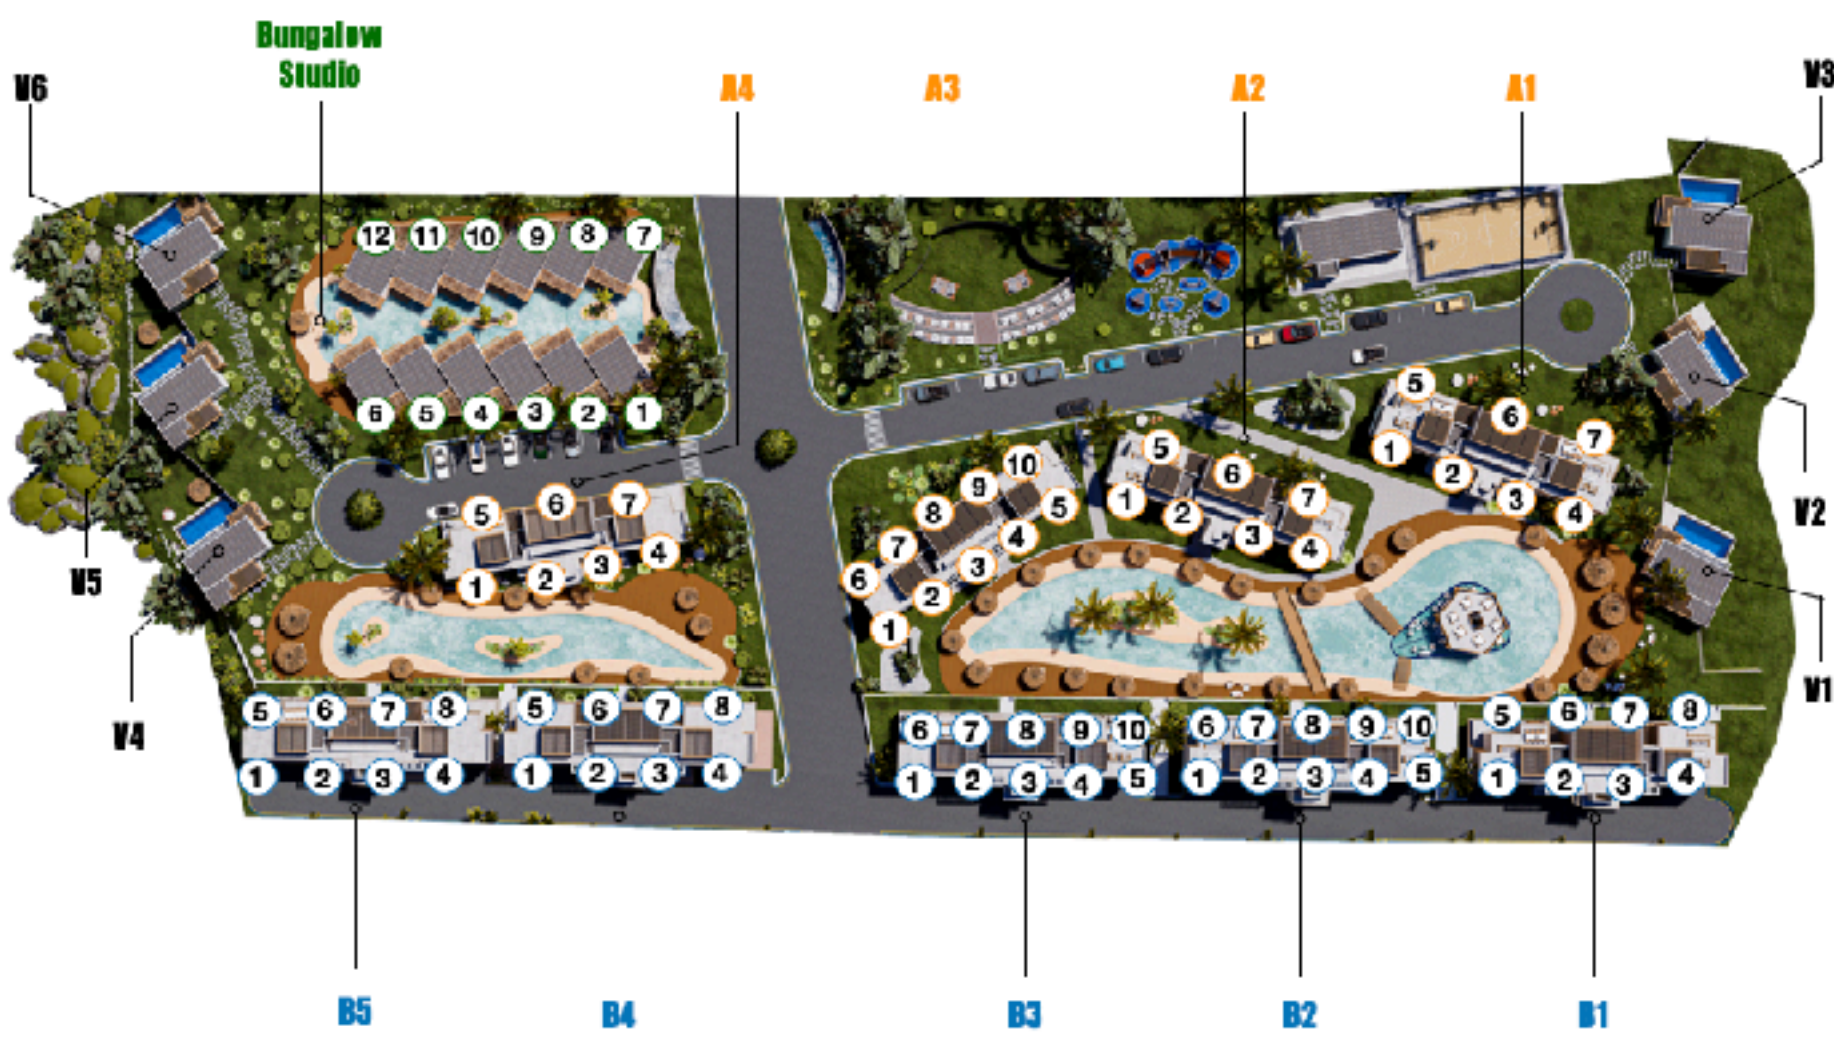 Bungalow
Studio
V6
A4
A3
A2
A1
V3
12 11 10 9 8 7
6 5 4 3 2 1
5 6 7
1 2 3 4
10
9
8
7
6
5
4
3
2
1
5 6 7
1 2 3 4
5 6 7
1 2 3 4
V5
V4
V2
V1
5 6 7 8
1 2 3 4
5 6 7 8
1 2 3 4
6 7 8 9 10
1 2 3 4 5
6 7 8 9 10
1 2 3 4 5
5 6 7 8
1 2 3 4
B5
B4
B3
B2
B1